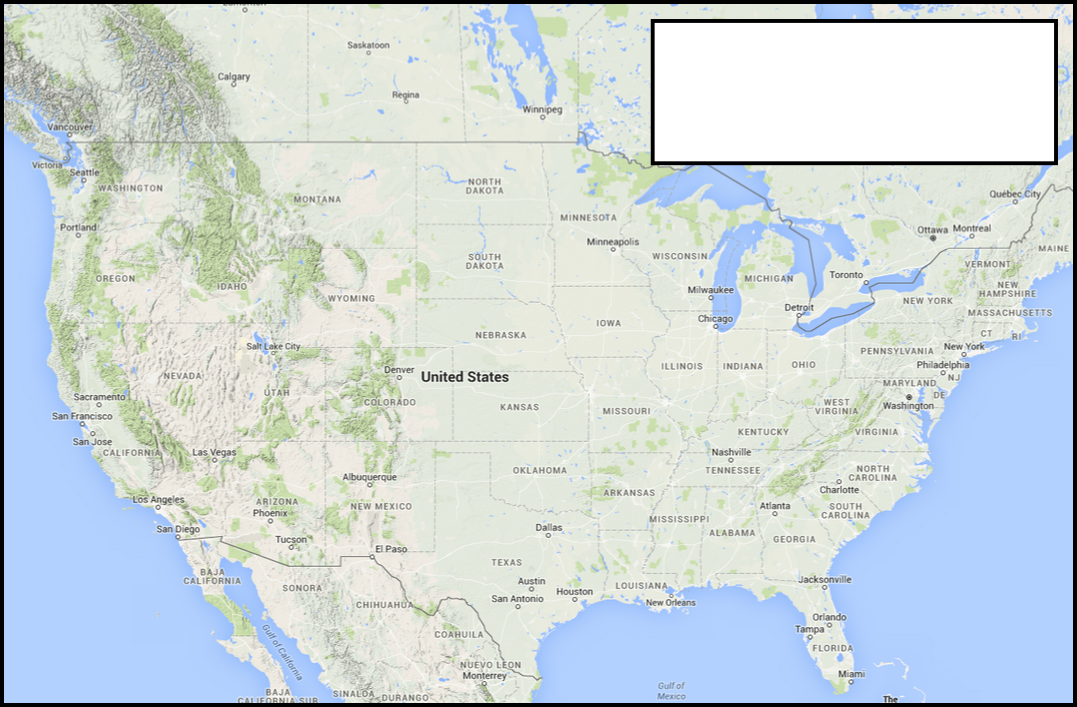 Saskatoon
Calgary
Regina
Winnipeg
Vancouver
Victoria
Seattle
WASHINGTON
MONTANA
NORTH
DAKOTA
MINNESOTA
Québec City
Portland
Ottawa
Montreal
MAINE
Minneapolis
WISCONSIN
SOUTH
DAKOTA
OREGON
IDAHO
MICHIGAN
Toronto
VERMONT
NEW
HAMPSHIRE
Milwaukee
WYOMING
Detroit
NEW YORK
MASSACHUSETTS
Chicago
IOWA
NEBRASKA
CT
RI
Salt Lake City
New York
PENNSYLVANIA
Philadelphia
ILLINOIS
INDIANA
OHIO
Denver
United States
NEVADA
NJ
MARYLAND
UTAH
DE
Sacramento
COLORADO
KANSAS
MISSOURI
WEST
VIRGINIA
Washington
San Francisco
San Jose
CALIFORNIA
Las Vegas
KENTUCKY
VIRGINIA
Nashville
TENNESSEE
OKLAHOMA
Albuquerque
NORTH
CAROLINA
Charlotte
Los Angeles
ARIZONA
Phoenix
NEW MEXICO
ARKANSAS
Atlanta
SOUTH
CAROLINA
MISSISSIPPI
San Diego
Dallas
ALABAMA
GEORGIA
Tucson
El Paso
TEXAS
BAJA
CALIFORNIA
SONORA
Austin
San Antonio
Houston
LOUISIANA
New Orleans
Jacksonville
CHIHUAHUA
Gulf of California
COAHUILA
Orlando
Tampa
FLORIDA
NUEVO LEON
Monterrey
Miami
Gulf of
Mexico
BAJA
CALIFORNIA SUR
SINALOA
DURANGO
The